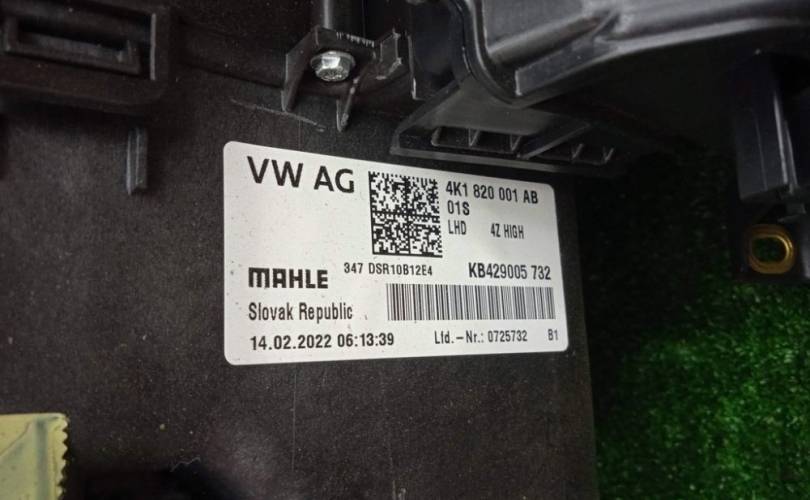 VW AG
4K1 820 001 AB
01S
LHD 4Z HIGH
347 DSR10B12E4
KB429005 732
MAHLE
Slovak Republic
14.02.2022 06:13:39
Lfd.-Nr.: 0725732 B1